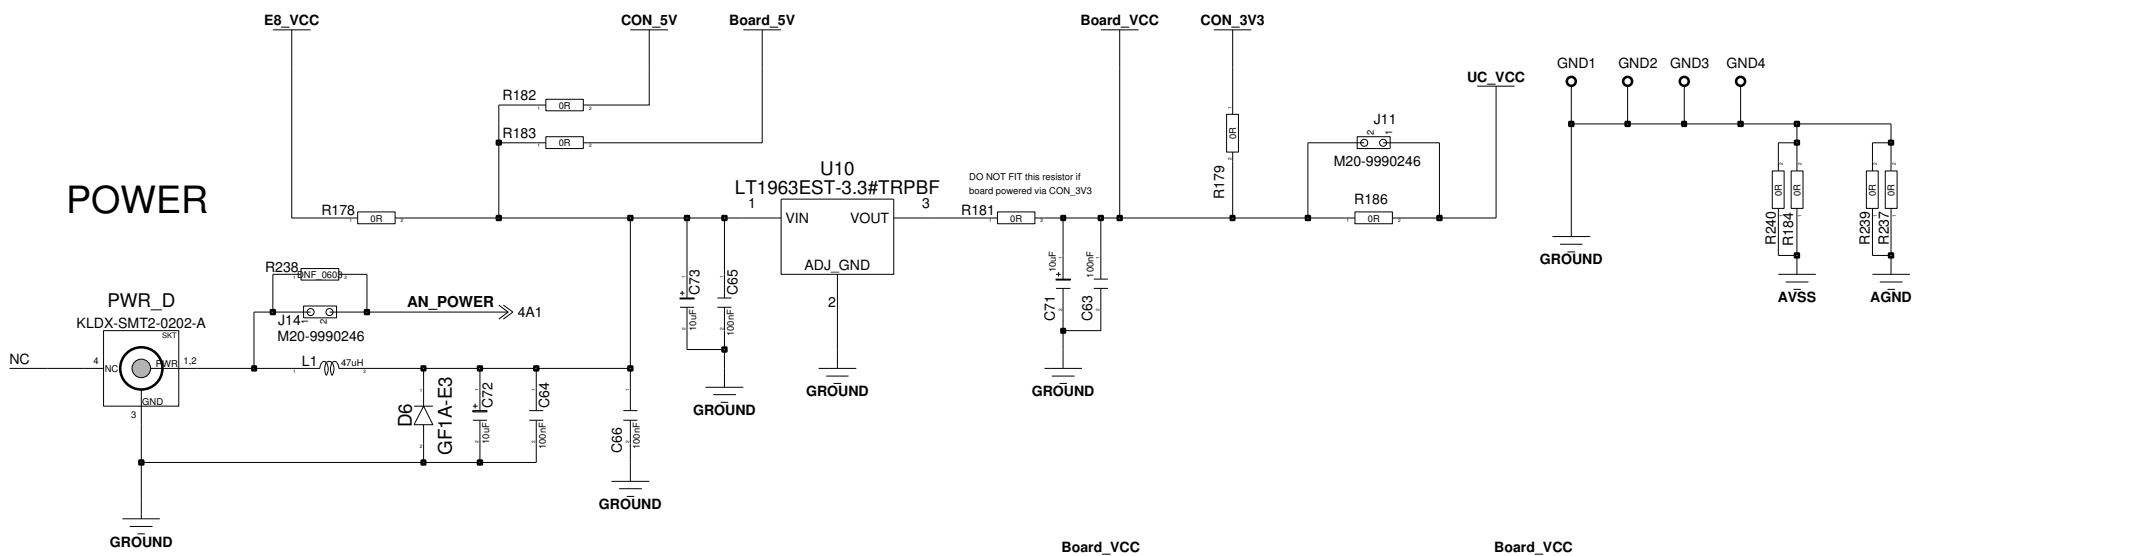 E8_VCC
CON_5V
Board_5V
Board_VCC
CON_3V3
UC_VCC
GND1
GND2
GND3
GND4
R182
0R
R183
0R
J11
2
1
M20-9990246
R179
0R
U10
LT1963EST-3.3#TRPBF
DO NOT FIT this resistor if
board powered via CON_3V3
POWER
R178
0R
1
VIN
VOUT
3
R181
0R
R186
0R
R240
0R
R184
0R
R239
0R
R237
0R
GROUND
AVSS
AGND
ADJ_GND
2
R238
DNF_0603
C73
10uF
C65
100nF
C71
10uF
C63
100nF
PWR_D
KLDX-SMT2-0202-A
SKT
J14
1
2
M20-9990246
AN_POWER
4A1
NC
4
NC
PWR
1,2
GND
3
L1
47uH
D6
GF1A-E3
C72
10uF
C64
100nF
C66
100nF
GROUND
GROUND
GROUND
GROUND
GROUND
Board_VCC
Board_VCC